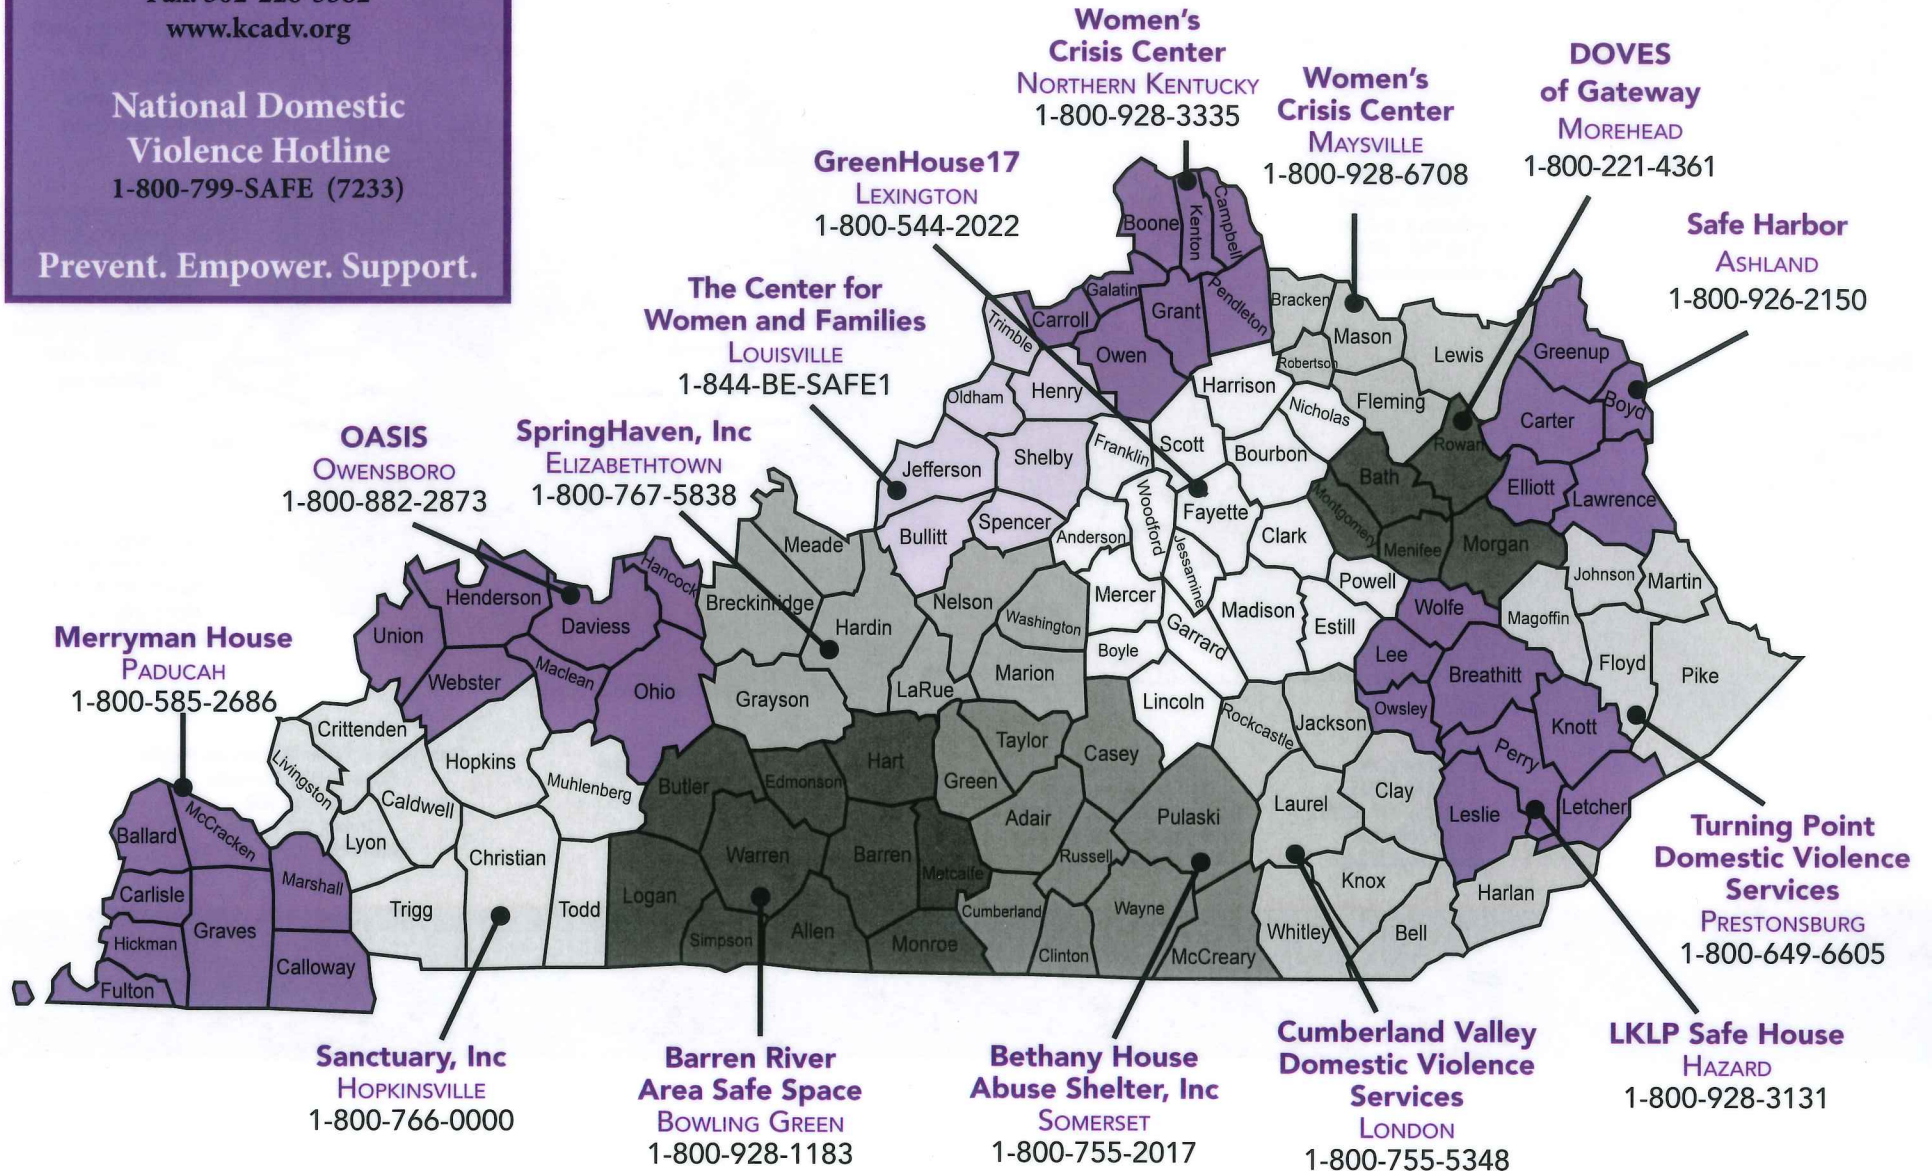 www.kcadv.org
National Domestic
Violence Hotline
1-800-799-SAFE (7233)
Prevent. Empower. Support.
Women's
Crisis Center
NORTHERN KENTUCKY
1-800-928-3335
Women's
Crisis Center
MAYSVILLE
1-800-928-6708
DOVES
of Gateway
MOREHEAD
1-800-221-4361
GreenHouse17
LEXINGTON
1-800-544-2022
Safe Harbor
ASHLAND
1-800-926-2150
The Center for
Women and Families
LOUISVILLE
1-844-BE-SAFE1
SpringHaven, Inc
ELIZABETHTOWN
1-800-767-5838
OASIS
OWENSBORO
1-800-882-2873
Merryman House
PADUCAH
1-800-585-2686
Boone
Kenton
Campbell
Galatin
Grant
Pendleton
Carroll
Owen
Trimble
Bracken
Mason
Robertson
Lewis
Fleming
Greenup
Boyd
Carter
Oldham
Henry
Harrison
Nicholas
Rowan
Jefferson
Shelby
Franklin
Scott
Bourbon
Bath
Elliott
Lawrence
Bullitt
Spencer
Anderson
Woodford
Fayette
Jessamine
Clark
Montgomery
Menifee
Morgan
Meade
Hancock
Breckinridge
Hardin
Nelson
Washington
Mercer
Madison
Powell
Estill
Wolfe
Magoffin
Johnson
Martin
Henderson
Union
Daviess
Webster
Maclean
Ohio
Grayson
LaRue
Marion
Boyle
Garrard
Lincoln
Lee
Breathitt
Owsley
Floyd
Pike
Knott
Perry
Crittenden
Livingston
Hopkins
Muhlenberg
Caldwell
Lyon
Butler
Edmonson
Hart
Green
Taylor
Casey
Rockcastle
Jackson
Laurel
Clay
Leslie
Letcher
Ballard
McCracken
Carlisle
Marshall
Graves
Hickman
Calloway
Fulton
Trigg
Christian
Todd
Logan
Warren
Simpson
Allen
Barren
Metcalfe
Monroe
Adair
Russell
Cumberland
Clinton
Wayne
Pulaski
McCreary
Whitley
Knox
Bell
Harlan
Turning Point
Domestic Violence
Services
PRESTONSBURG
1-800-649-6605
Sanctuary, Inc
HOPKINSVILLE
1-800-766-0000
Barren River
Area Safe Space
BOWLING GREEN
1-800-928-1183
Bethany House
Abuse Shelter, Inc
SOMERSET
1-800-755-2017
Cumberland Valley
Domestic Violence
Services
LONDON
1-800-755-5348
LKLP Safe House
HAZARD
1-800-928-3131